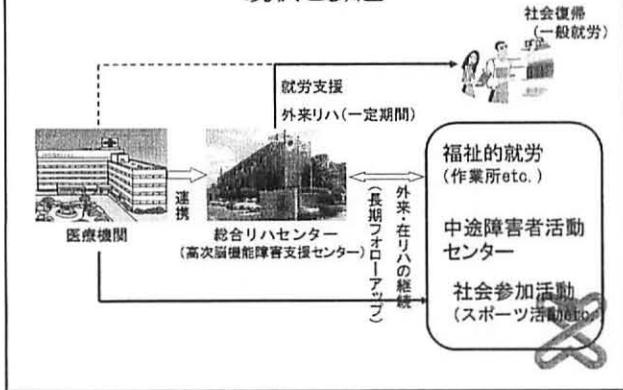 社会復帰
(一般就労)
就労支援
外来リハ(一定期間)
連携
医療機関
総合リハセンター
(高次脳機能障害支援センター)
外来・在リハの継続
(長期フォローアップ)
福祉的就労
(作業所etc.)
中途障害者活動
センター
社会参加活動
(スポーツ活動etc.